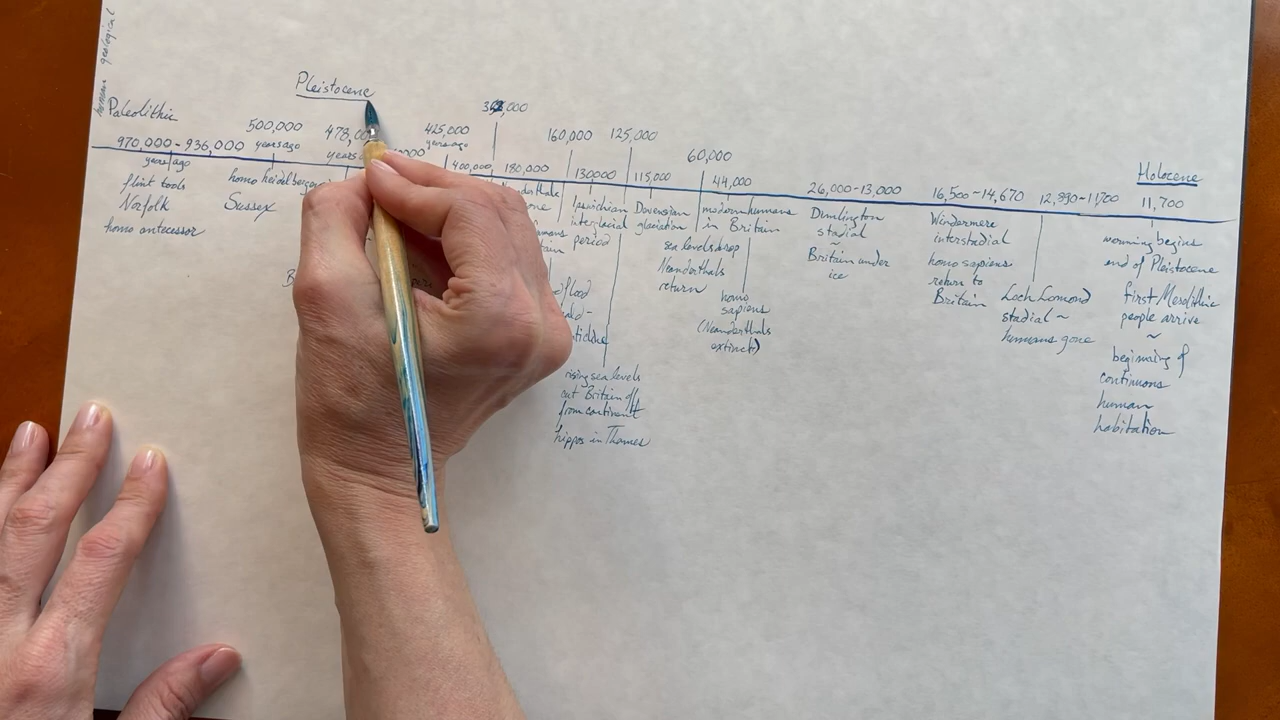 human geological
Pleistocene
Paleolithic
Holocene
970,000 - 936,000
years ago
flint tools
Norfolk
homo antecessor
500,000
years ago
homo heidelbergen
Sussex
478,00
years
425,000
years ago
400,000
180,000
160,000
130000
Ipsvichian
interglacial
period
125,000
rising sea levels
cut Britain off
from continent
hippos in Thames
115,000
Devensian
glaciation
60,000
sea levels drop
Neanderthals
return
44,000
modern humans
in Britain
homo
sapiens
(Neanderthals
extinct)
26,000-13,000
Dimlington
stadial
~
Britain under
ice
16,500-14,670
Windermere
interstadial
homo sapiens
return to
Britain
12,890-11,700
Loch Lomond
stadial ~
humans gone
11,700
warming begins
end of Pleistocene
first Mesolithic
people arrive
~
beginning of
continuous
human
habitation